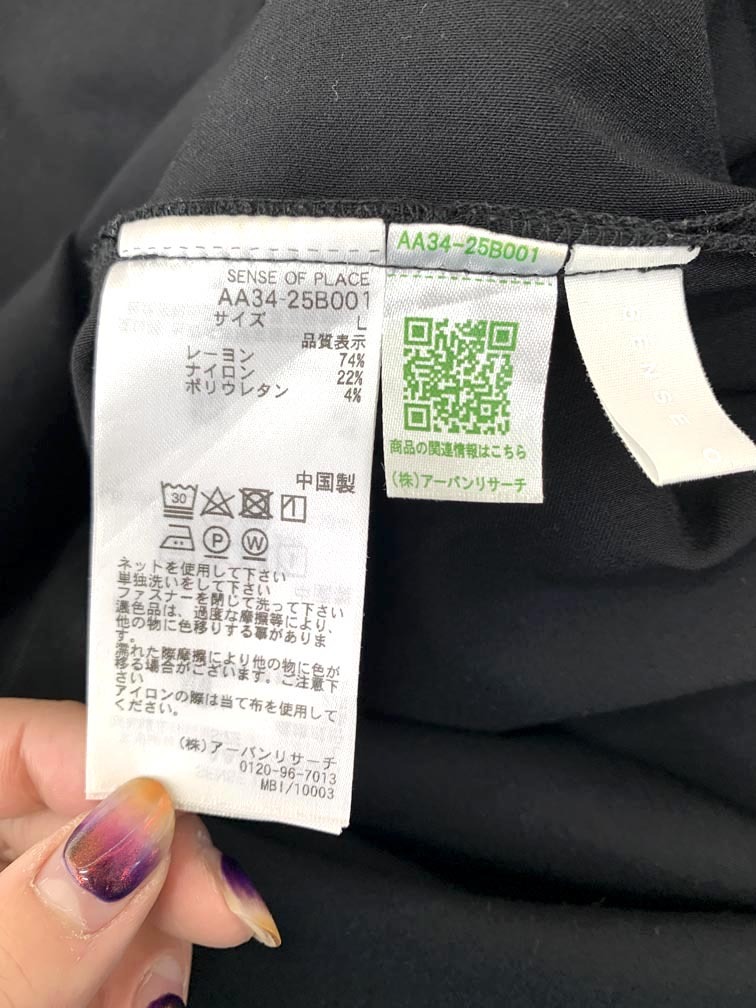 SENSE OF PLACE
AA34-25B001
サイズ L
品質表示
レーヨン 74%
ナイロン 22%
ポリウレタン 4%
中国製
30
P W
ネットを使用して下さい
単独洗いをして下さい
ファスナーを閉じて洗って下さい
濃色品は、過度な摩擦等により、
他の物に色移りする事がありま
す。
濡れた際摩擦により他の物に色が
移る場合がございます。ご注意下
さい
アイロンの際は当て布を使用して
ください。
(株)アーバンリサーチ
0120-96-7013
MBI/10003
AA34-25B001
商品の関連情報はこちら
(株)アーバンリサーチ
SENSE O